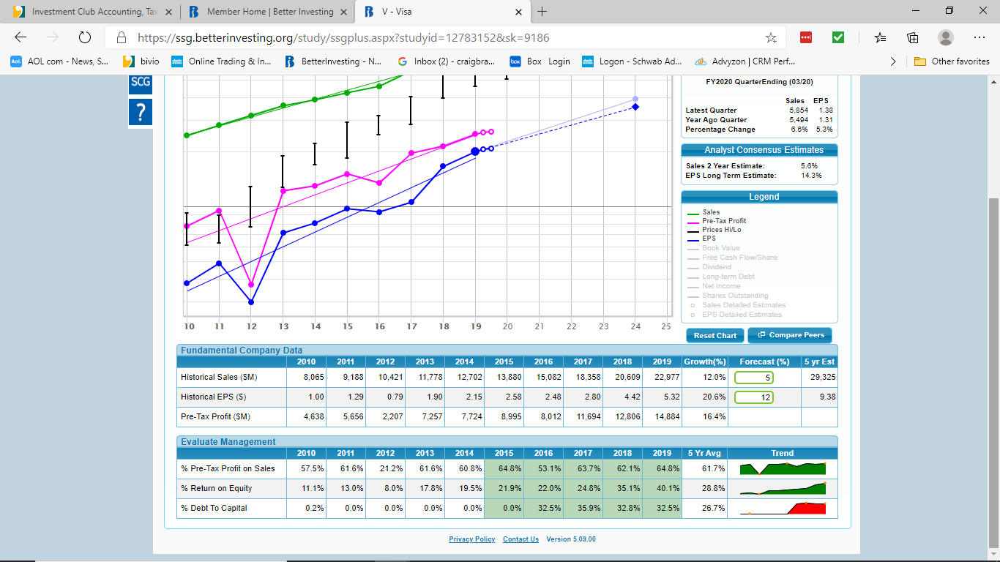 Investment Club Accounting, Tax
Member Home | Better Investing
V - Visa
https://ssg.betterinvesting.org/study/ssgplus.aspx?studyid=12783152&sk=9186
Aol. AOL.com - News, S... bivio Online Trading & In... BetterInvesting - N... Inbox (2) - craigbra... box Box Login Logon - Schwab Ad... Advyzon | CRM Perf... Other favorites
SCG
?
FY2020 QuarterEnding (03/20)
Sales EPS
Latest Quarter 5,854 1.38
Year Ago Quarter 5,494 1.31
Percentage Change 6.6% 5.3%
Analyst Consensus Estimates
Sales 2 Year Estimate: 5.6%
EPS Long Term Estimate: 14.3%
Legend
Sales
Pre-Tax Profit
Prices Hi/Lo
EPS
Book Value
Free Cash Flow/Share
Dividend
Long-term Debt
Net Income
Shares Outstanding
Sales Detailed Estimates
EPS Detailed Estimates
10 11 12 13 14 15 16 17 18 19 20 21 22 23 24 25
Reset Chart Compare Peers
Fundamental Company Data
2010 2011 2012 2013 2014 2015 2016 2017 2018 2019 Growth(%) Forecast (%) 5 yr Est
Historical Sales ($M) 8,065 9,188 10,421 11,778 12,702 13,880 15,082 18,358 20,609 22,977 12.0% 5 29,325
Historical EPS ($) 1.00 1.29 0.79 1.90 2.15 2.58 2.48 2.80 4.42 5.32 20.6% 12 9.38
Pre-Tax Profit ($M) 4,638 5,656 2,207 7,257 7,724 8,995 8,012 11,694 12,806 14,884 16.4%
Evaluate Management
2010 2011 2012 2013 2014 2015 2016 2017 2018 2019 5 Yr Avg Trend
% Pre-Tax Profit on Sales 57.5% 61.6% 21.2% 61.6% 60.8% 64.8% 53.1% 63.7% 62.1% 64.8% 61.7%
% Return on Equity 11.1% 13.0% 8.0% 17.8% 19.5% 21.9% 22.0% 24.8% 35.1% 40.1% 28.8%
% Debt To Capital 0.2% 0.0% 0.0% 0.0% 0.0% 0.0% 32.5% 35.9% 32.8% 32.5% 26.7%
Privacy Policy Contact Us Version 5.09.00